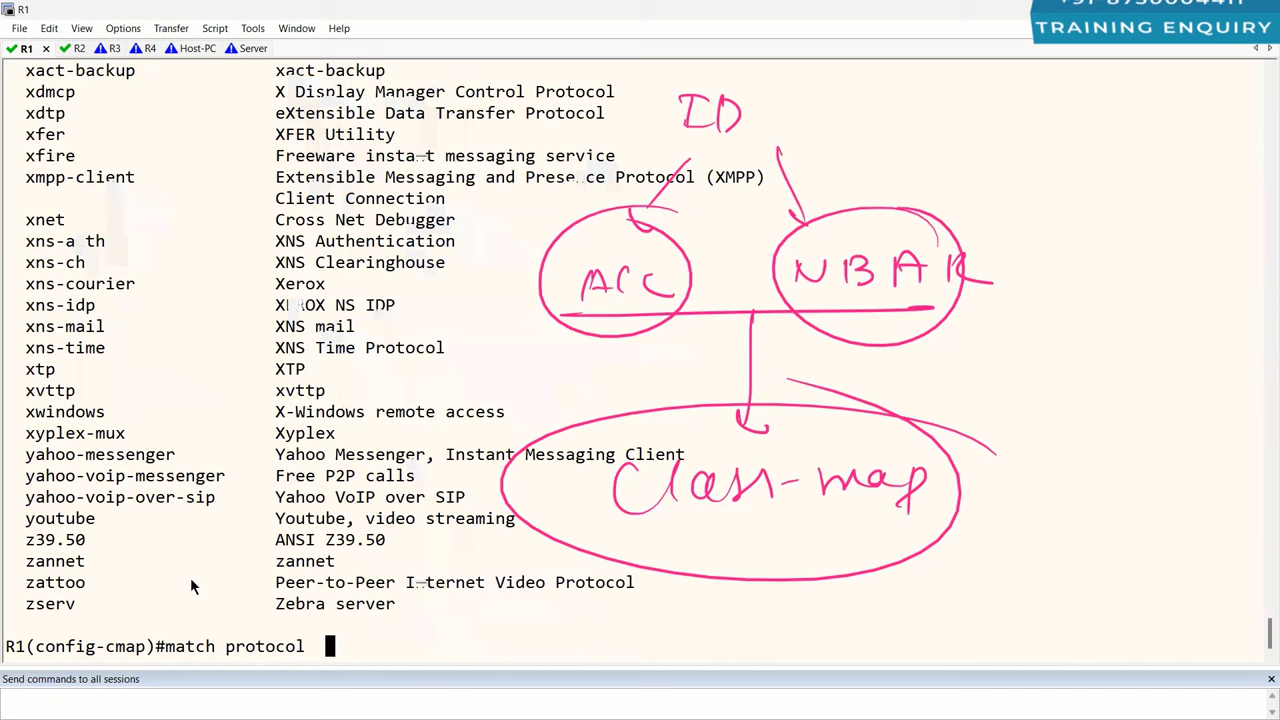 R1
File Edit View Options Transfer Script Tools Window Help
TRAINING ENQUIRY
R1 × R2 R3 R4 Host-PC Server
xact-backup xact-backup
xdmcp X Display Manager Control Protocol
xdtp eXtensible Data Transfer Protocol
ID
xfer XFER Utility
xfire Freeware instant messaging service
xmpp-client Extensible Messaging and Presence Protocol (XMPP)
Client Connection
xnet Cross Net Debugger
xns-a th XNS Authentication
xns-ch XNS Clearinghouse
NBAR
xns-courier Xerox
xns-idp XEROX NS IDP
xns-mail XNS mail
xns-time XNS Time Protocol
xtp XTP
xvttp xvttp
xwindows X-Windows remote access
xyplex-mux Xyplex
yahoo-messenger Yahoo Messenger, Instant Messaging Client
yahoo-voip-messenger Free P2P calls
Class-map
yahoo-voip-over-sip Yahoo VoIP over SIP
youtube Youtube, video streaming
z39.50 ANSI Z39.50
zannet zannet
zattoo Peer-to-Peer Internet Video Protocol
zserv Zebra server
R1(config-cmap)#match protocol
Send commands to all sessions